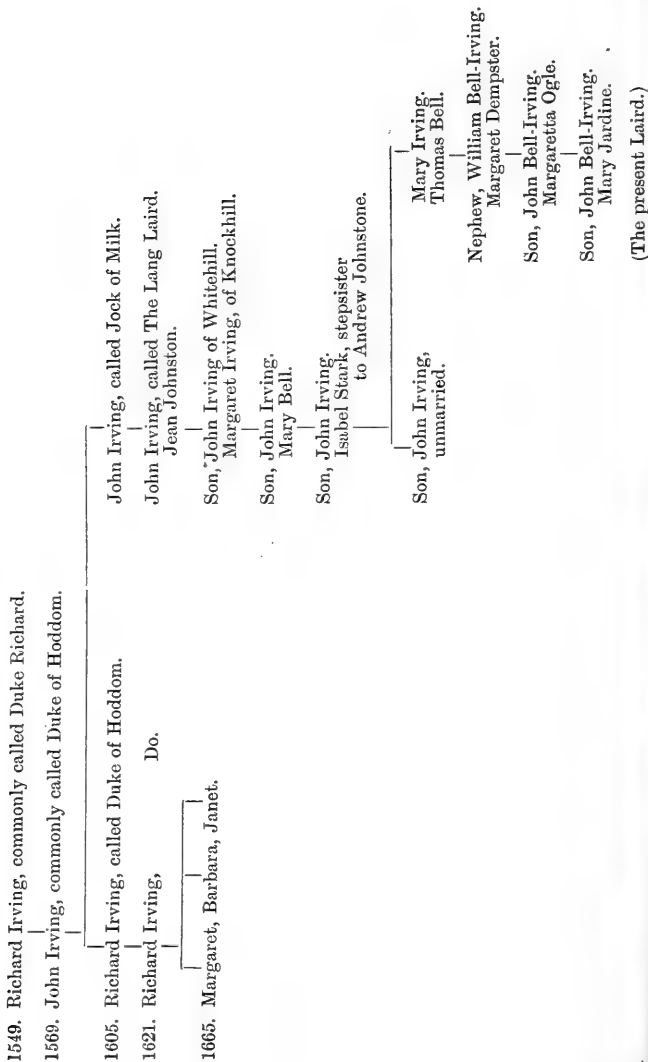 1549. Richard Irving, commonly called Duke Richard.
1569. John Irving, commonly called Duke of Hoddom.
1605. Richard Irving, called Duke of Hoddom.
John Irving, called Jock of Milk.
1621. Richard Irving, Do.
John Irving, called The Lang Laird.
Jean Johnston.
1665. Margaret, Barbara, Janet.
Son, John Irving of Whitehill.
Margaret Irving, of Knockhill.
Son, John Irving.
Mary Bell.
Son, John Irving.
Isabel Stark, stepsister
to Andrew Johnstone.
Son, John Irving,
unmarried.
Mary Irving.
Thomas Bell.
Nephew, William Bell-Irving.
Margaret Dempster.
Son, John Bell-Irving.
Margaretta Ogle.
Son, John Bell-Irving.
Mary Jardine.
(The present Laird.)